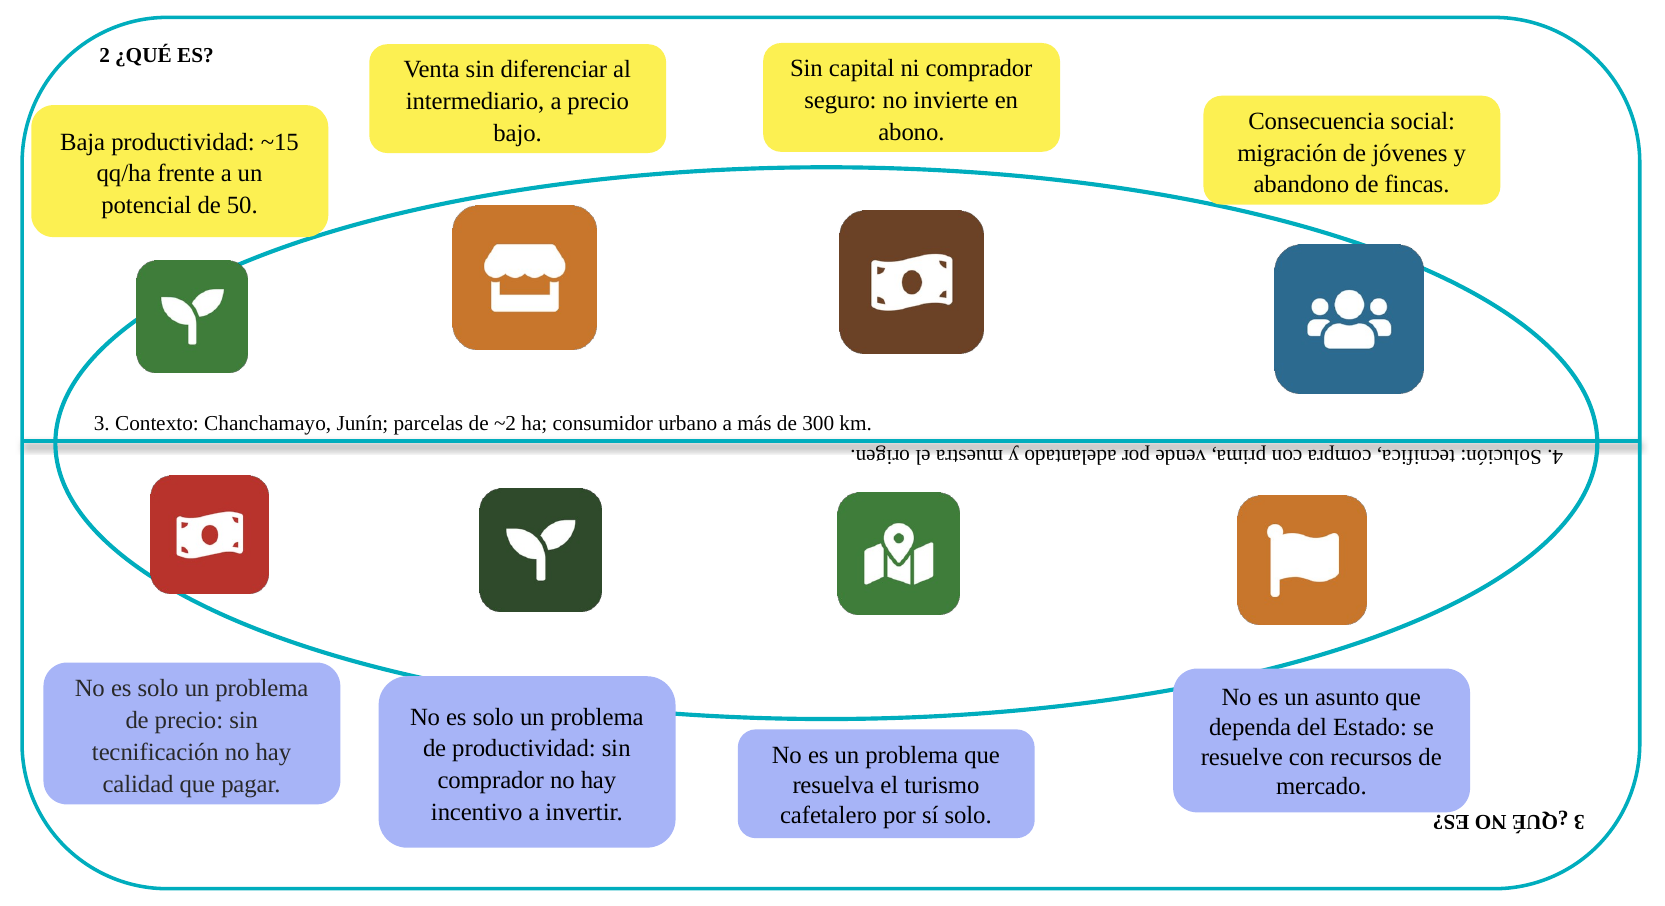 2 ¿QUÉ ES?
Venta sin diferenciar al
intermediario, a precio
bajo.
Sin capital ni comprador
seguro: no invierte en
abono.
Consecuencia social:
migración de jóvenes y
abandono de fincas.
Baja productividad: ~15
qq/ha frente a un
potencial de 50.
3. Contexto: Chanchamayo, Junín; parcelas de ~2 ha; consumidor urbano a más de 300 km.
4. Solución: tecnifica, compra con prima, vende por adelantado y muestra el origen.
No es solo un problema
de precio: sin
tecnificación no hay
calidad que pagar.
No es solo un problema
de productividad: sin
comprador no hay
incentivo a invertir.
No es un problema que
resuelva el turismo
cafetalero por sí solo.
No es un asunto que
dependa del Estado: se
resuelve con recursos de
mercado.
3 ¿QUÉ NO ES?